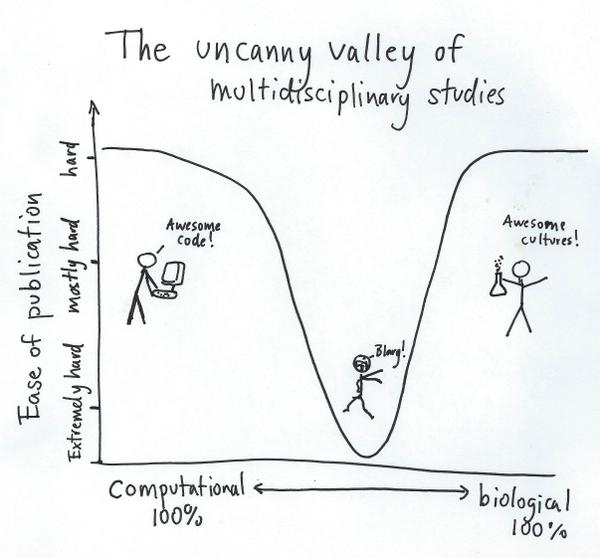 The uncanny valley of
multidisciplinary studies
Ease of publication
hard
mostly hard
Extremely hard
Awesome
code!
Blarg!
Awesome
cultures!
Computational
100%
biological
100%